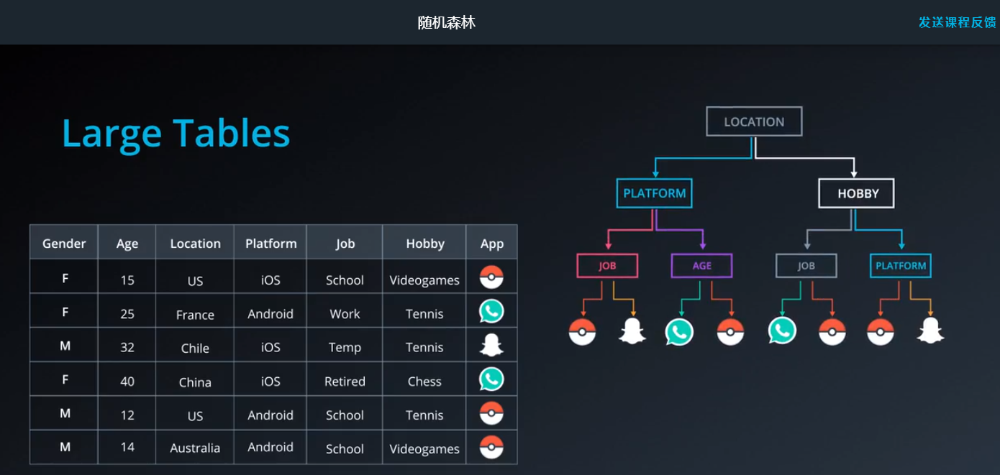 随机森林
发送课程反馈
Large Tables
LOCATION
PLATFORM
HOBBY
JOB
AGE
JOB
PLATFORM
Gender Age Location Platform Job Hobby App
F 15 US iOS School Videogames
F 25 France Android Work Tennis
M 32 Chile iOS Temp Tennis
F 40 China iOS Retired Chess
M 12 US Android School Tennis
M 14 Australia Android School Videogames